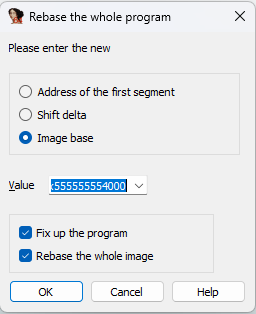 Rebase the whole program
Please enter the new
Address of the first segment
Shift delta
Image base
Value
:555555554000
Fix up the program
Rebase the whole image
OK
Cancel
Help